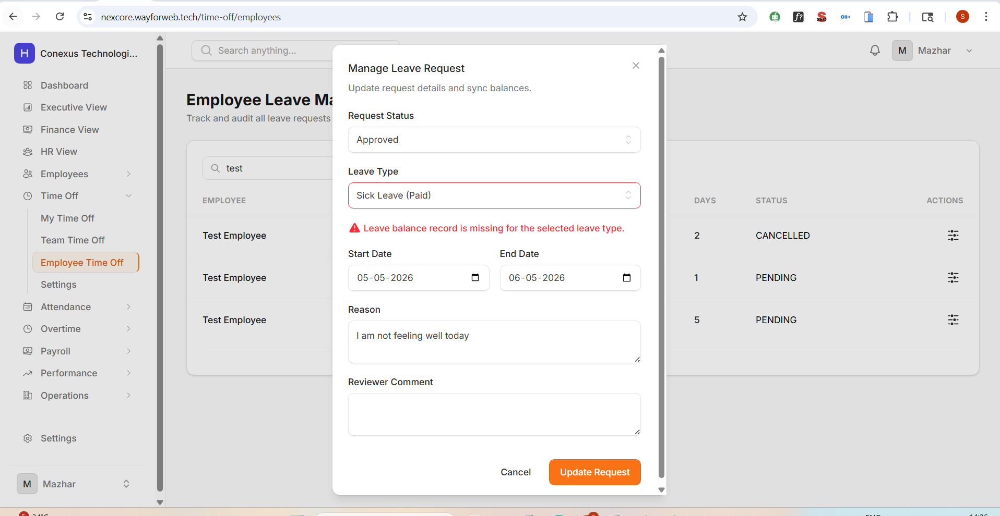 nexcore.wayforweb.tech/time-off/employees
S
H
Conexus Technologi...
Dashboard
Executive View
Finance View
HR View
Employees
Time Off
My Time Off
Team Time Off
Employee Time Off
Settings
Attendance
Overtime
Payroll
Performance
Operations
Settings
M Mazhar
Search anything...
M Mazhar
Employee Leave Ma
Track and audit all leave requests
test
EMPLOYEE DAYS STATUS ACTIONS
Test Employee 2 CANCELLED
Test Employee 1 PENDING
Test Employee 5 PENDING
Manage Leave Request
Update request details and sync balances.
Request Status
Approved
Leave Type
Sick Leave (Paid)
Leave balance record is missing for the selected leave type.
Start Date End Date
05-05-2026 06-05-2026
Reason
I am not feeling well today
Reviewer Comment
Cancel Update Request